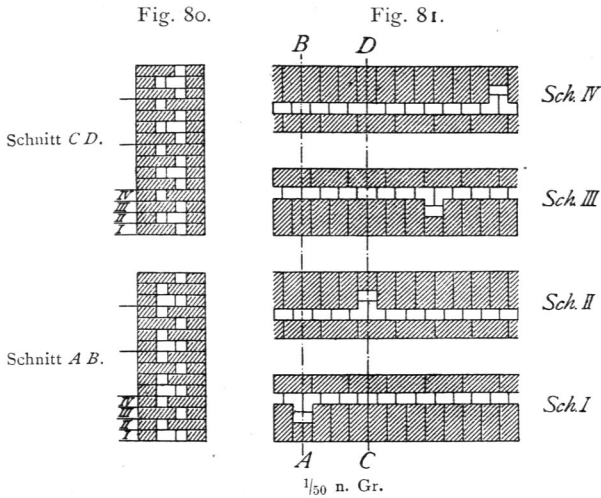 Fig. 80.
Fig. 81.
B D
Schnitt C D.
IV
III
II
I
Sch. IV
Sch. III
Sch. II
Schnitt A B.
IV
III
II
I
Sch. I
A C
1/50 n. Gr.